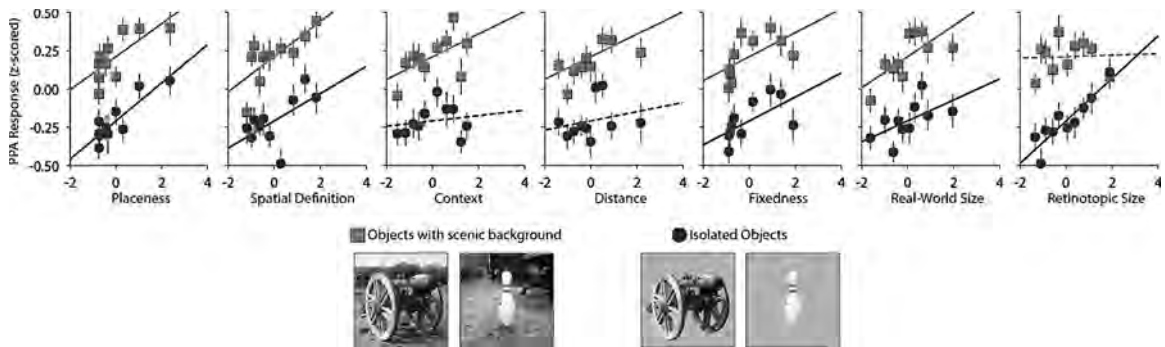 PPA Response (z-scored)
0.50
0.25
0.00
-0.25
-0.50
-2 0 2 4
-2 0 2 4
-2 0 2 4
-2 0 2 4
-2 0 2 4
-2 0 2 4
-2 0 2 4
Placeness
Spatial Definition
Context
Distance
Fixedness
Real-World Size
Retinotopic Size
Objects with scenic background
Isolated Objects